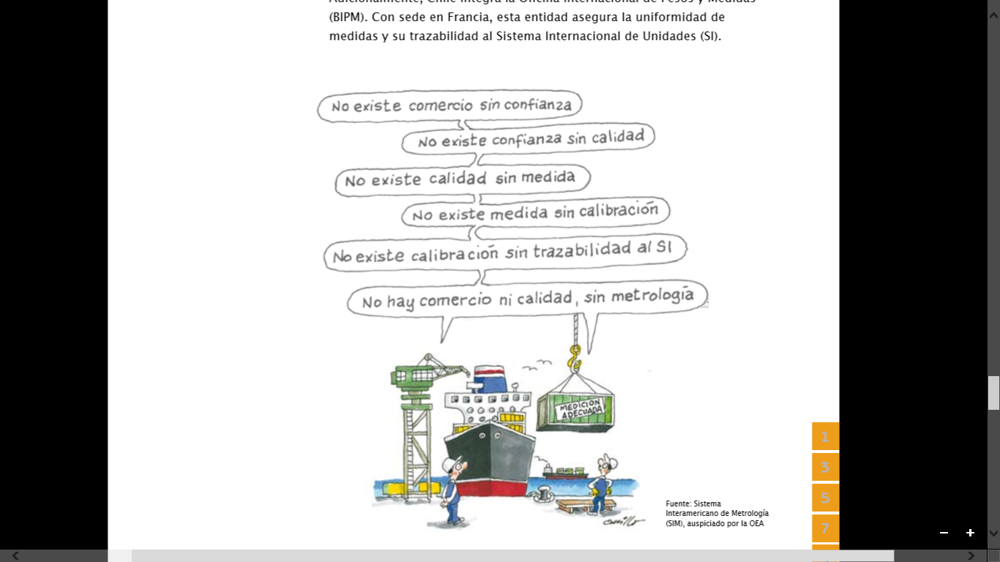 Adicionalmente, Chile integra la Oficina Internacional de Pesos y Medidas
(BIPM). Con sede en Francia, esta entidad asegura la uniformidad de
medidas y su trazabilidad al Sistema Internacional de Unidades (SI).
No existe comercio sin confianza
No existe confianza sin calidad
No existe calidad sin medida
No existe medida sin calibración
No existe calibración sin trazabilidad al SI
No hay comercio ni calidad, sin metrología
MEDICION
ADECUADA
Fuente: Sistema
Interamericano de Metrología
(SIM), auspiciado por la OEA
1
3
5
7